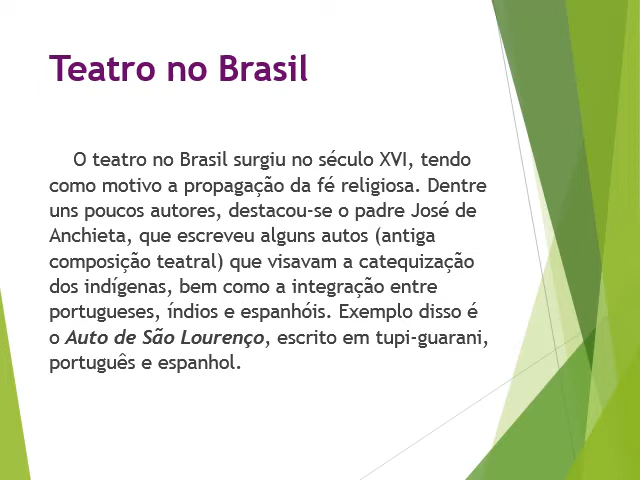 Teatro no Brasil
O teatro no Brasil surgiu no século XVI, tendo
como motivo a propagação da fé religiosa. Dentre
uns poucos autores, destacou-se o padre José de
Anchieta, que escreveu alguns autos (antiga
composição teatral) que visavam a catequização
dos indígenas, bem como a integração entre
portugueses, índios e espanhóis. Exemplo disso é
o Auto de São Lourenço, escrito em tupi-guarani,
português e espanhol.